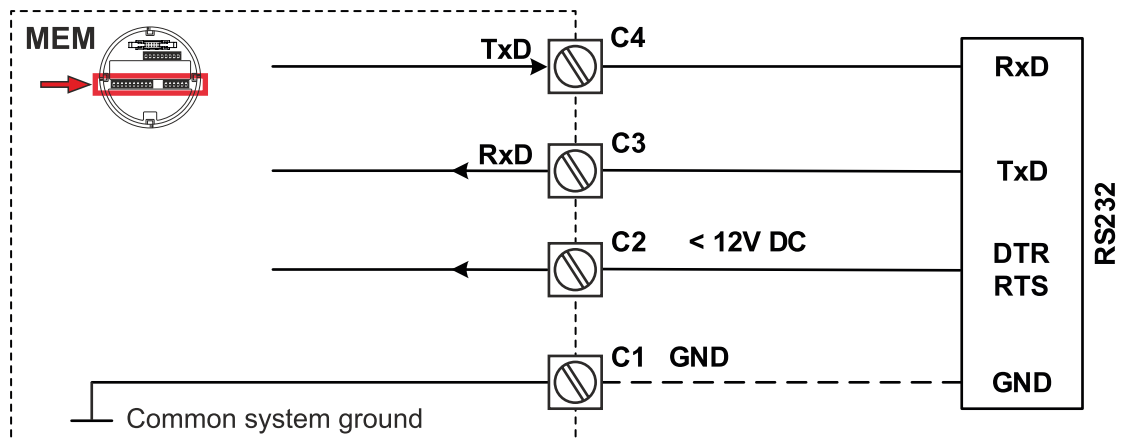 MEM
TxD
C4
RxD
RxD
C3
TxD
C2
< 12V DC
DTR
RTS
RS232
C1
GND
GND
Common system ground